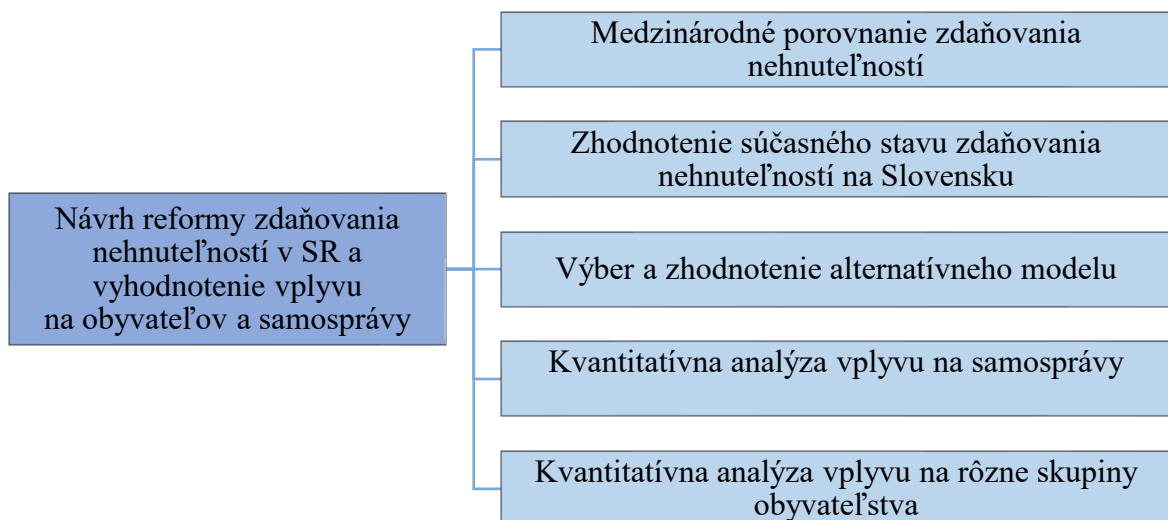 Návrh reformy zdaňovania
nehnuteľností v SR a
vyhodnotenie vplyvu
na obyvateľov a samosprávy
Medzinárodné porovnanie zdaňovania
nehnuteľností
Zhodnotenie súčasného stavu zdaňovania
nehnuteľností na Slovensku
Výber a zhodnotenie alternatívneho modelu
Kvantitatívna analýza vplyvu na samosprávy
Kvantitatívna analýza vplyvu na rôzne skupiny
obyvateľstva